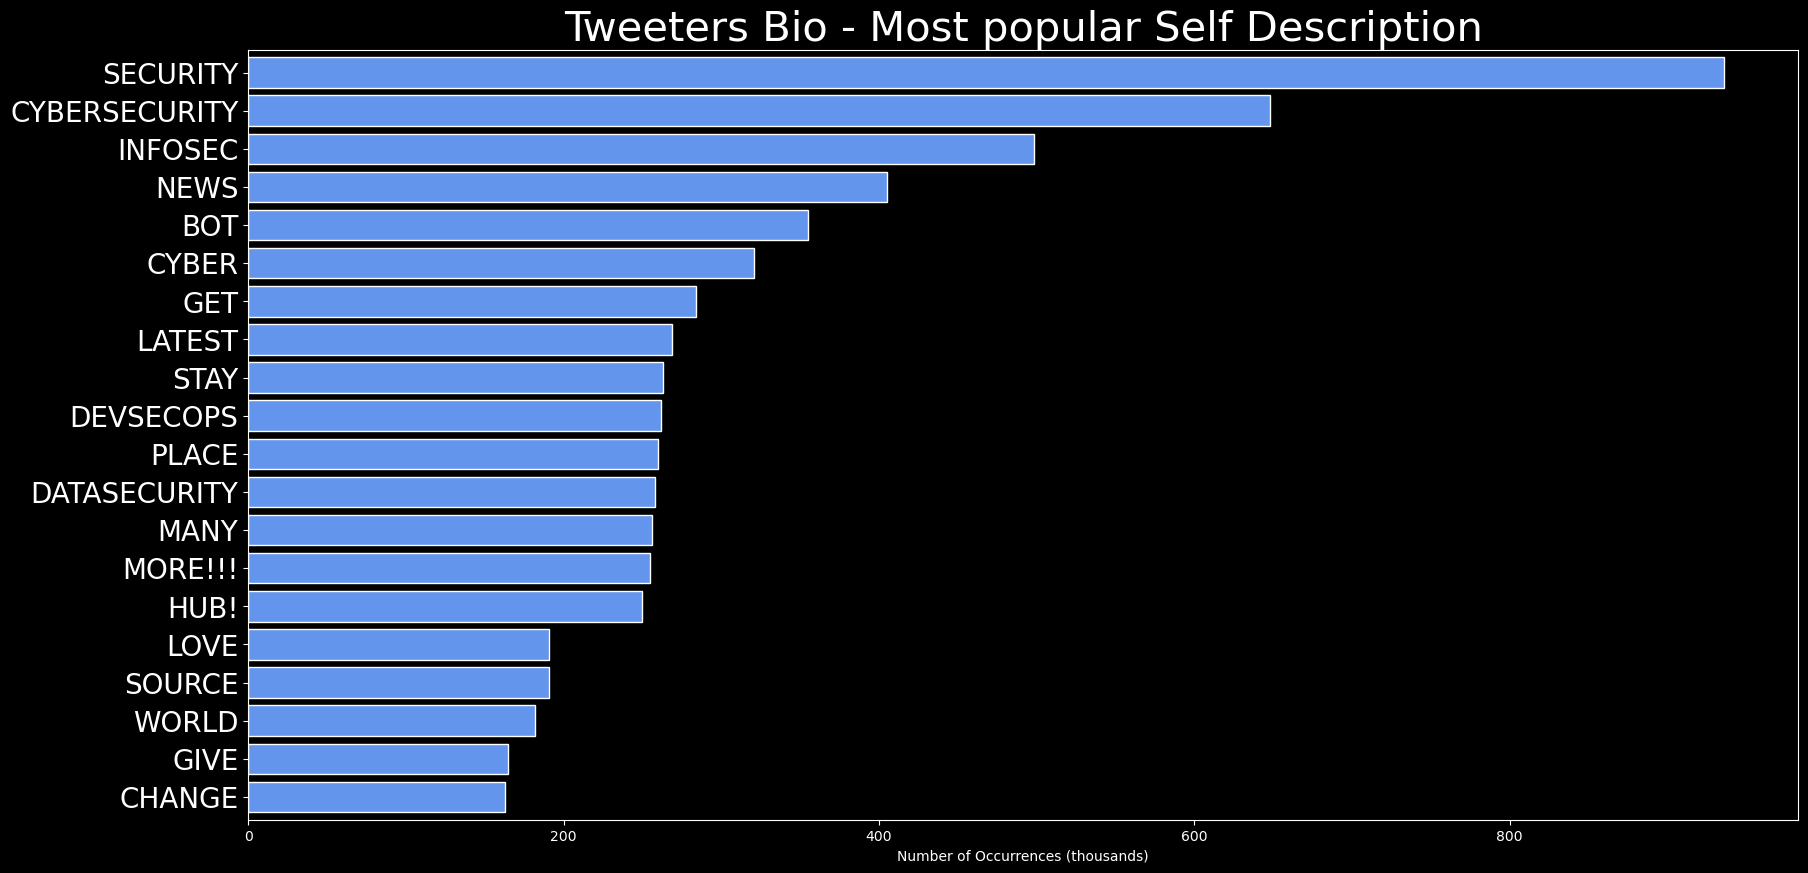 Tweeters Bio - Most popular Self Description
SECURITY
CYBERSECURITY
INFOSEC
NEWS
BOT
CYBER
GET
LATEST
STAY
DEVSECOPS
PLACE
DATASECURITY
MANY
MORE!!!
HUB!
LOVE
SOURCE
WORLD
GIVE
CHANGE
0 200 400 600 800
Number of Occurrences (thousands)